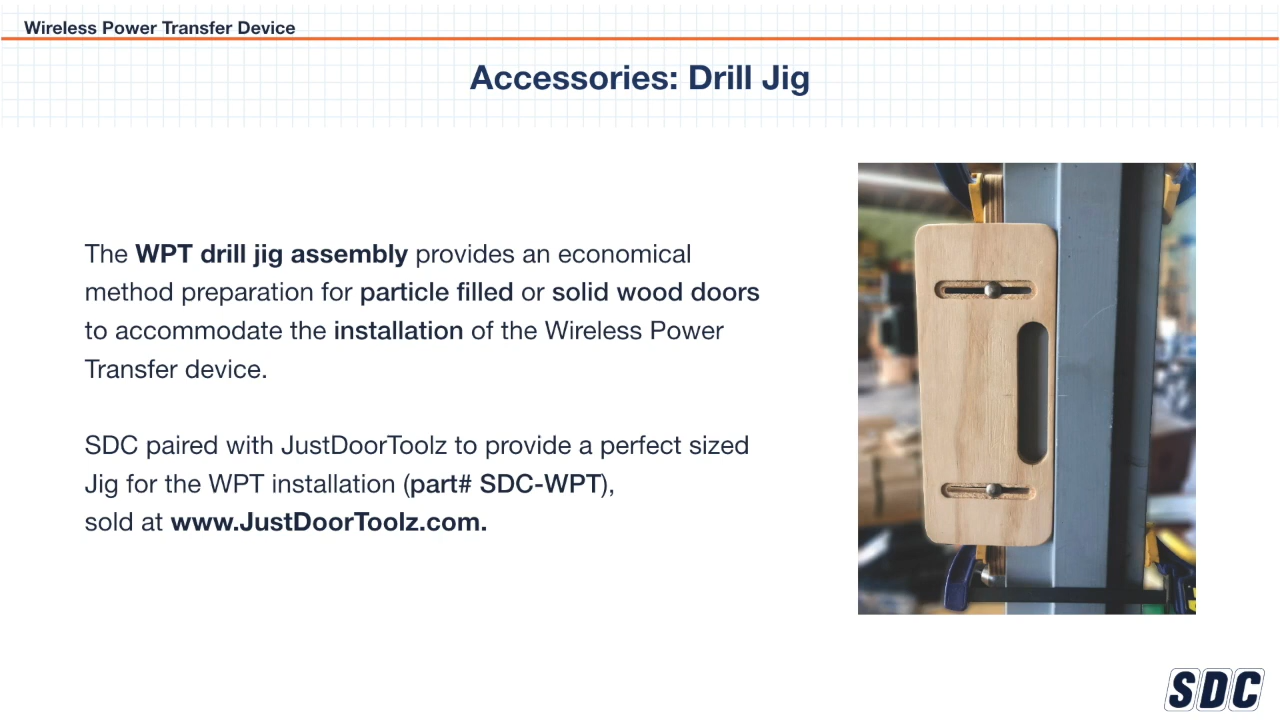 Wireless Power Transfer Device
Accessories: Drill Jig
The WPT drill jig assembly provides an economical
method preparation for particle filled or solid wood doors
to accommodate the installation of the Wireless Power
Transfer device.
SDC paired with JustDoorToolz to provide a perfect sized
Jig for the WPT installation (part# SDC-WPT),
sold at www.JustDoorToolz.com.
SDC